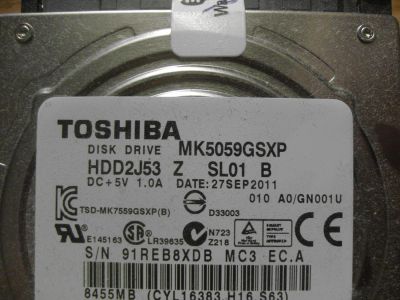 TOSHIBA
DISK DRIVE MK5059GSXP
HDD2J53 Z SL01 B
DC+5V 1.0A DATE:27SEP2011
010 A0/GN001U
TSD-MK7559GSXP(B)
D33003
E145163 LR39635 N723
Z218
S/N 91REB8XDB MC3 EC.A
8455MB (CYL16383 H16 S63)